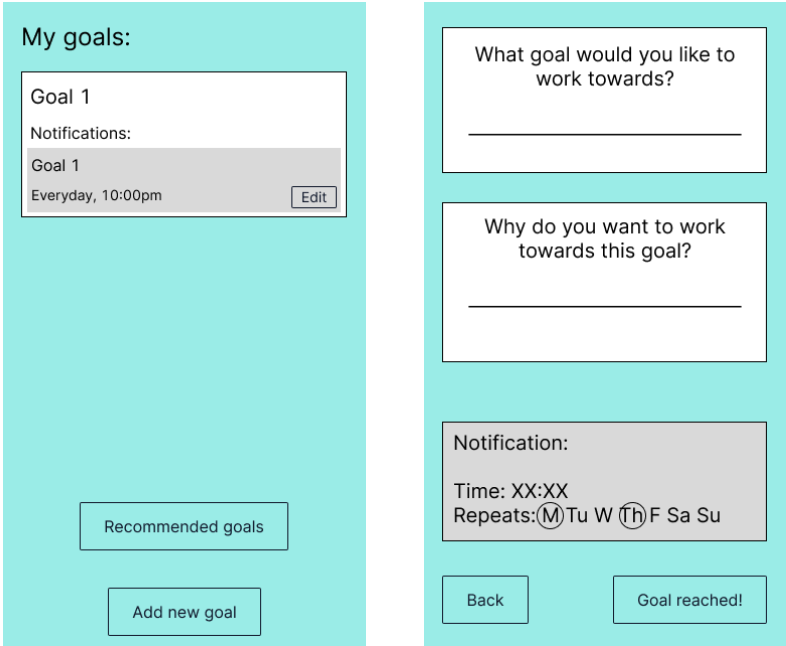 My goals:
Goal 1
Notifications:
Goal 1
Everyday, 10:00pm
Edit
Recommended goals
Add new goal
What goal would you like to
work towards?
Why do you want to work
towards this goal?
Notification:
Time: XX:XX
Repeats: M Tu W Th F Sa Su
Back
Goal reached!